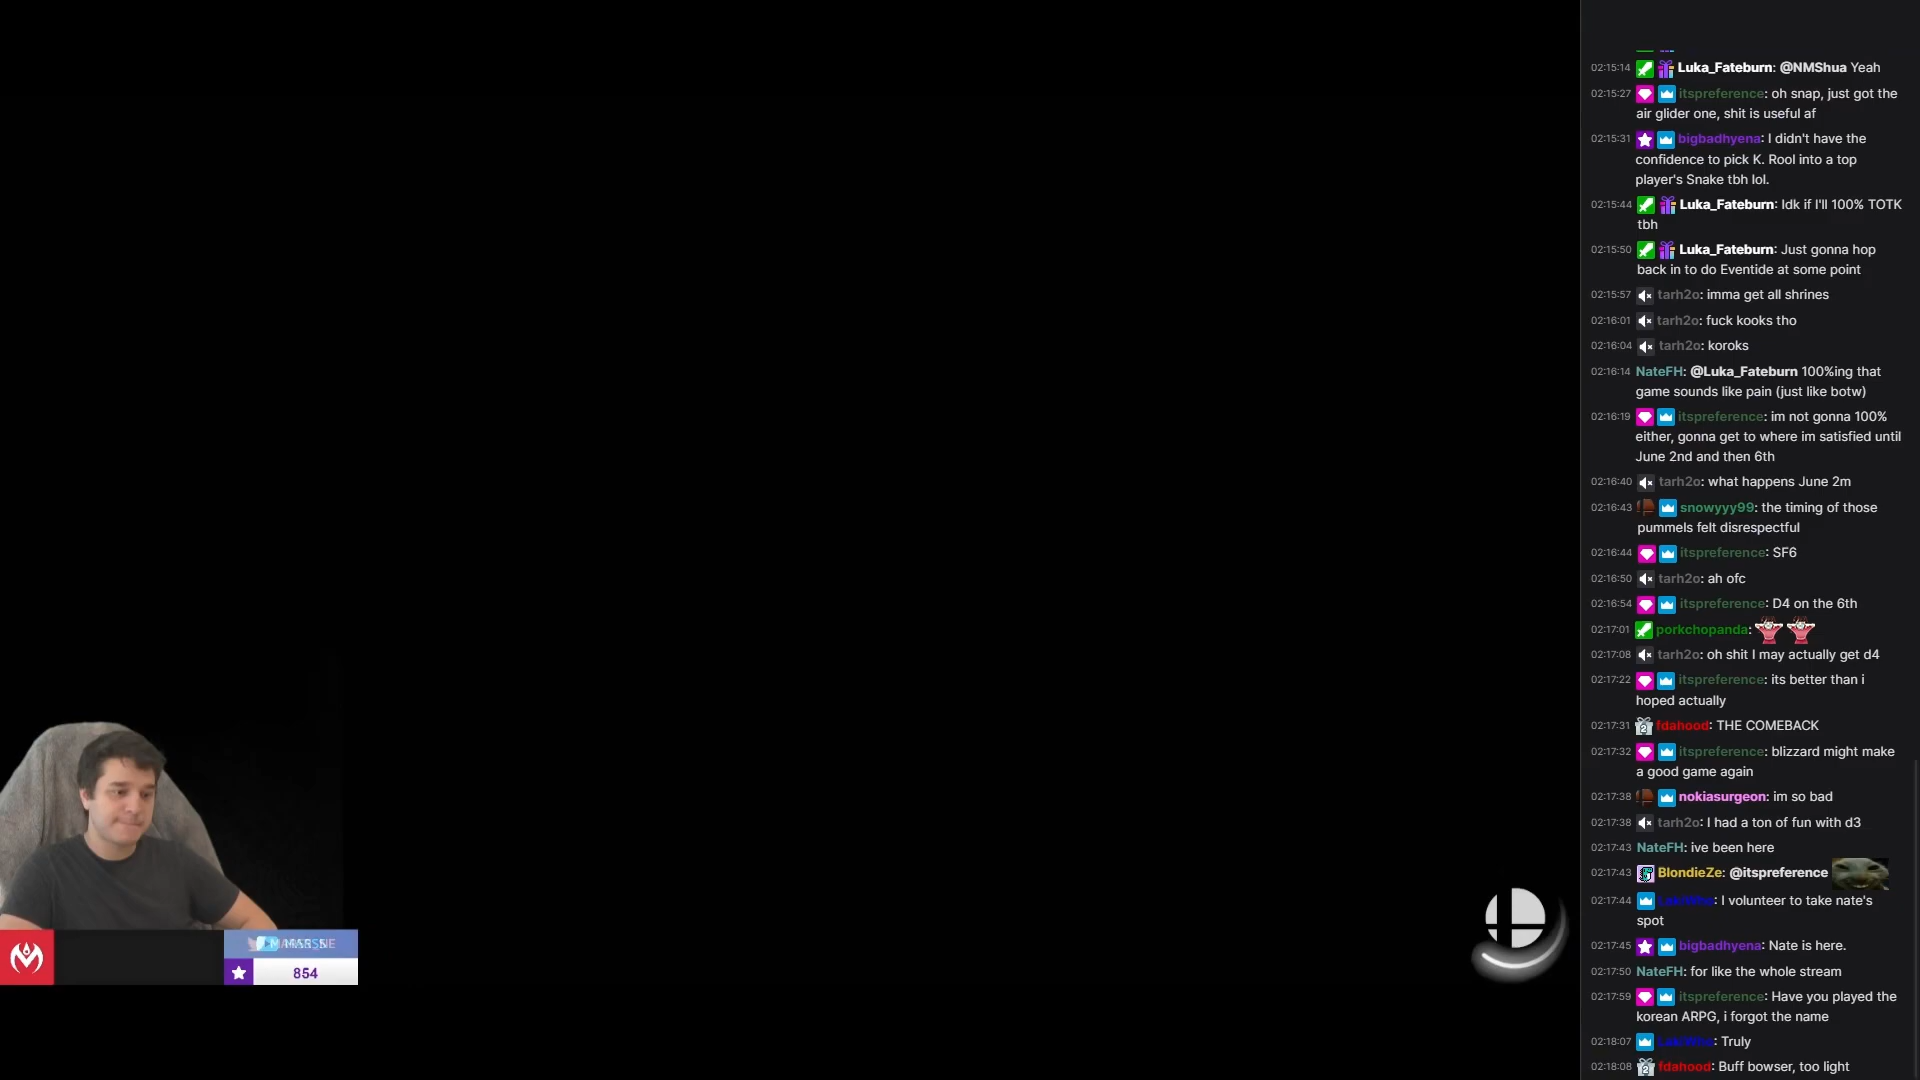 02:15:14 Luka_Fateburn: @NMShua Yeah
02:15:27 itspreference: oh snap, just got the
air glider one, shit is useful af
02:15:31 bigbadhyena: I didn't have the
confidence to pick K. Rool into a top
player's Snake tbh lol.
02:15:44 Luka_Fateburn: Idk if I'll 100% TOTK
tbh
02:15:50 Luka_Fateburn: Just gonna hop
back in to do Eventide at some point
02:15:57 tarh2o: imma get all shrines
02:16:01 tarh2o: fuck kooks tho
02:16:04 tarh2o: koroks
02:16:14 NateFH: @Luka_Fateburn 100%ing that
game sounds like pain (just like botw)
02:16:19 itspreference: im not gonna 100%
either, gonna get to where im satisfied until
June 2nd and then 6th
02:16:40 tarh2o: what happens June 2m
02:16:43 snowyyy99: the timing of those
pummels felt disrespectful
02:16:44 itspreference: SF6
02:16:50 tarh2o: ah ofc
02:16:54 itspreference: D4 on the 6th
02:17:01 porkchopanda:
02:17:08 tarh2o: oh shit I may actually get d4
02:17:22 itspreference: its better than i
hoped actually
02:17:31 fdahood: THE COMEBACK
02:17:32 itspreference: blizzard might make
a good game again
02:17:38 nokiasurgeon: im so bad
02:17:38 tarh2o: I had a ton of fun with d3
02:17:43 NateFH: ive been here
02:17:43 BlondieZe: @itspreference
02:17:44 : I volunteer to take nate's
spot
02:17:45 bigbadhyena: Nate is here.
02:17:50 NateFH: for like the whole stream
02:17:59 itspreference: Have you played the
korean ARPG, i forgot the name
02:18:07 : Truly
02:18:08 fdahood: Buff bowser, too light
854